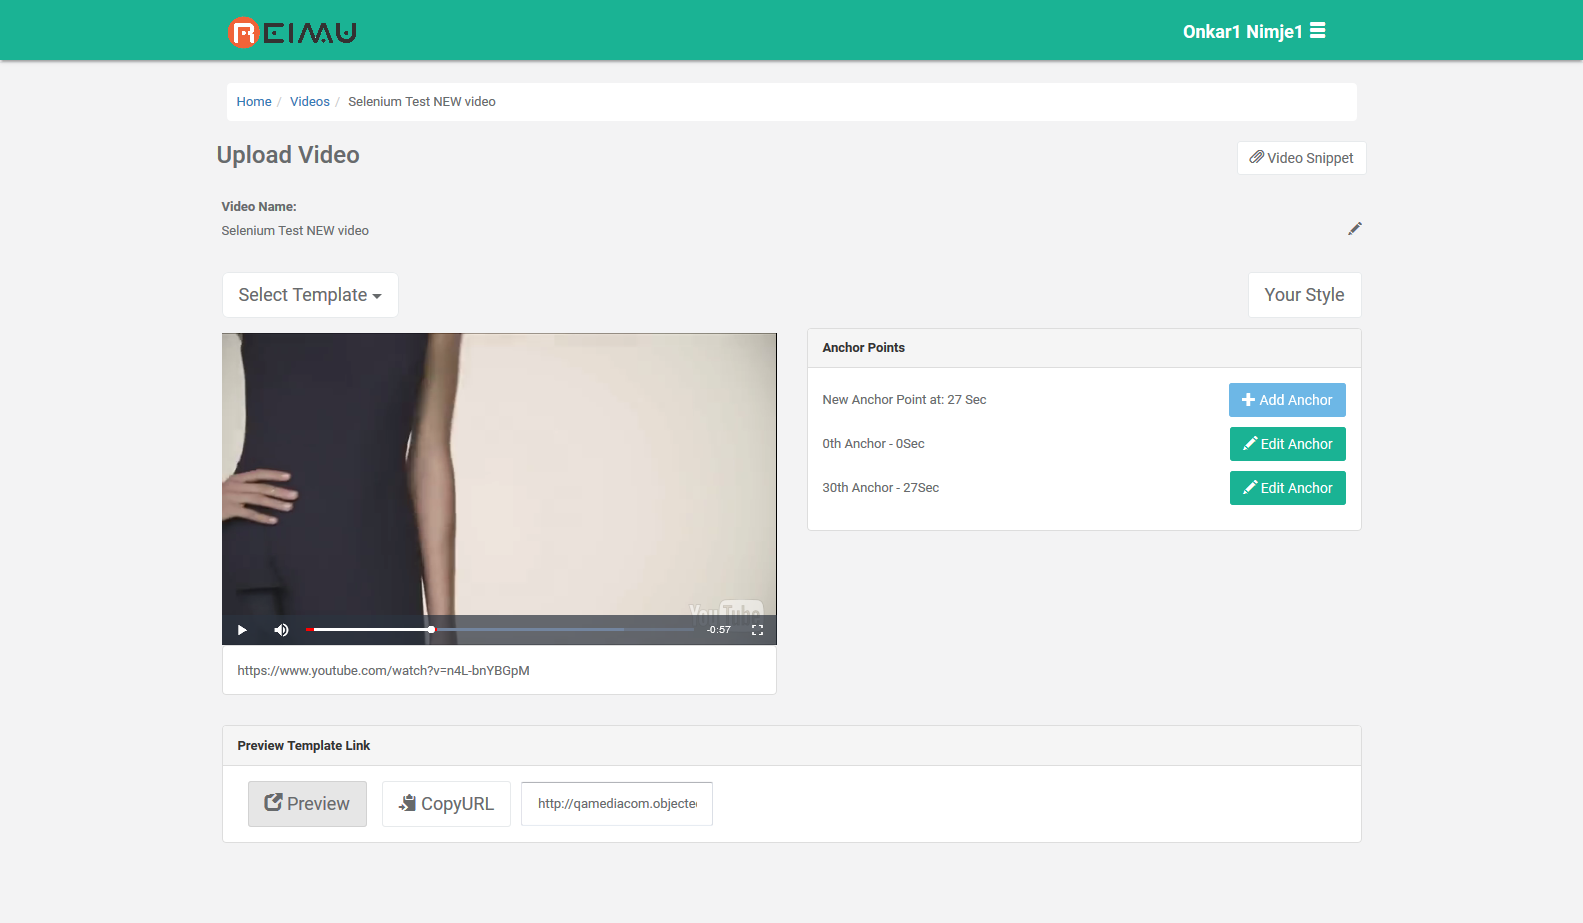 REIMU
Onkar1 Nimje1
Home / Videos / Selenium Test NEW video
Upload Video
Video Snippet
Video Name:
Selenium Test NEW video
Select Template
Your Style
Anchor Points
New Anchor Point at: 27 Sec
Add Anchor
0th Anchor - 0Sec
Edit Anchor
30th Anchor - 27Sec
Edit Anchor
YouTube
-0:57
https://www.youtube.com/watch?v=n4L-bnYBGpM
Preview Template Link
Preview
CopyURL
http://qamediacom.objecte